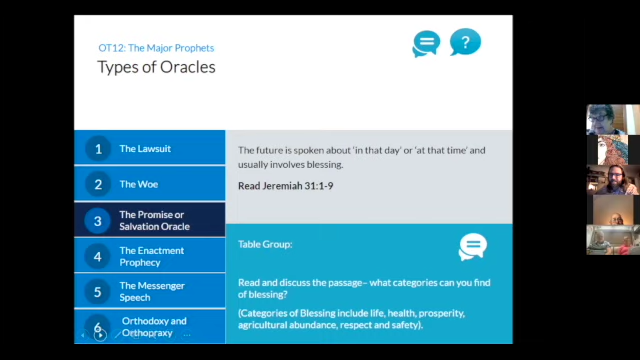 OT12: The Major Prophets
Types of Oracles
?
1 The Lawsuit
2 The Woe
3 The Promise or
Salvation Oracle
4 The Enactment
Prophecy
5 The Messenger
Speech
6 Orthodoxy and
Orthopraxy
The future is spoken about 'in that day' or 'at that time' and
usually involves blessing.
Read Jeremiah 31:1-9
Table Group:
Read and discuss the passage– what categories can you find
of blessing?
(Categories of Blessing include life, health, prosperity,
agricultural abundance, respect and safety).